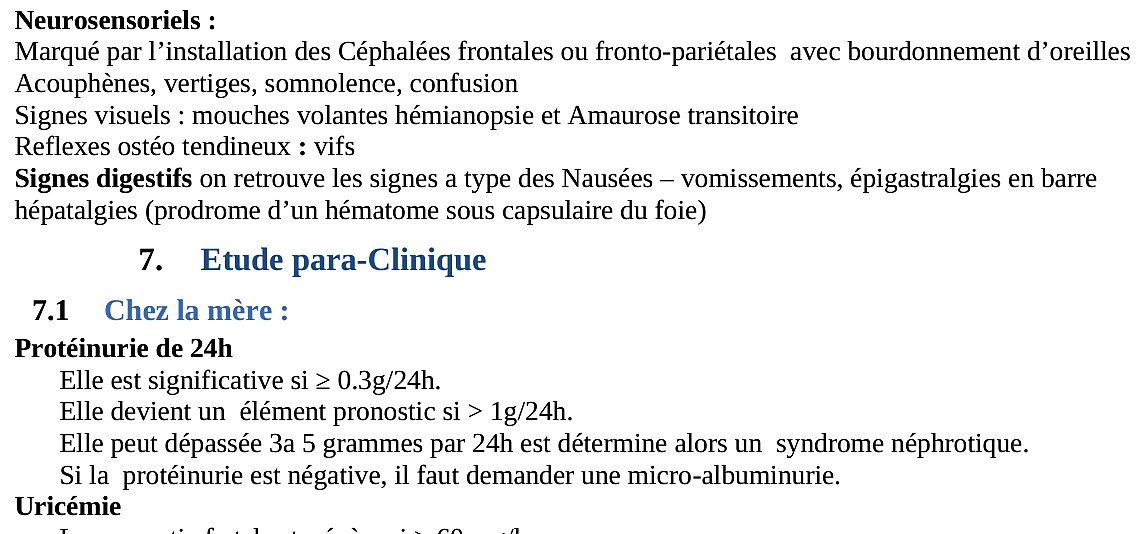 Neurosensoriels :
Marqué par l’installation des Céphalées frontales ou fronto-pariétales avec bourdonnement d’oreilles
Acouphènes, vertiges, somnolence, confusion
Signes visuels : mouches volantes hémianopsie et Amaurose transitoire
Reflexes ostéo tendineux : vifs
Signes digestifs on retrouve les signes a type des Nausées – vomissements, épigastralgies en barre
hépatalgies (prodrome d’un hématome sous capsulaire du foie)
7. Etude para-Clinique
7.1 Chez la mère :
Protéinurie de 24h
Elle est significative si ≥ 0.3g/24h.
Elle devient un élément pronostic si > 1g/24h.
Elle peut dépassée 3a 5 grammes par 24h est détermine alors un syndrome néphrotique.
Si la protéinurie est négative, il faut demander une micro-albuminurie.
Uricémie